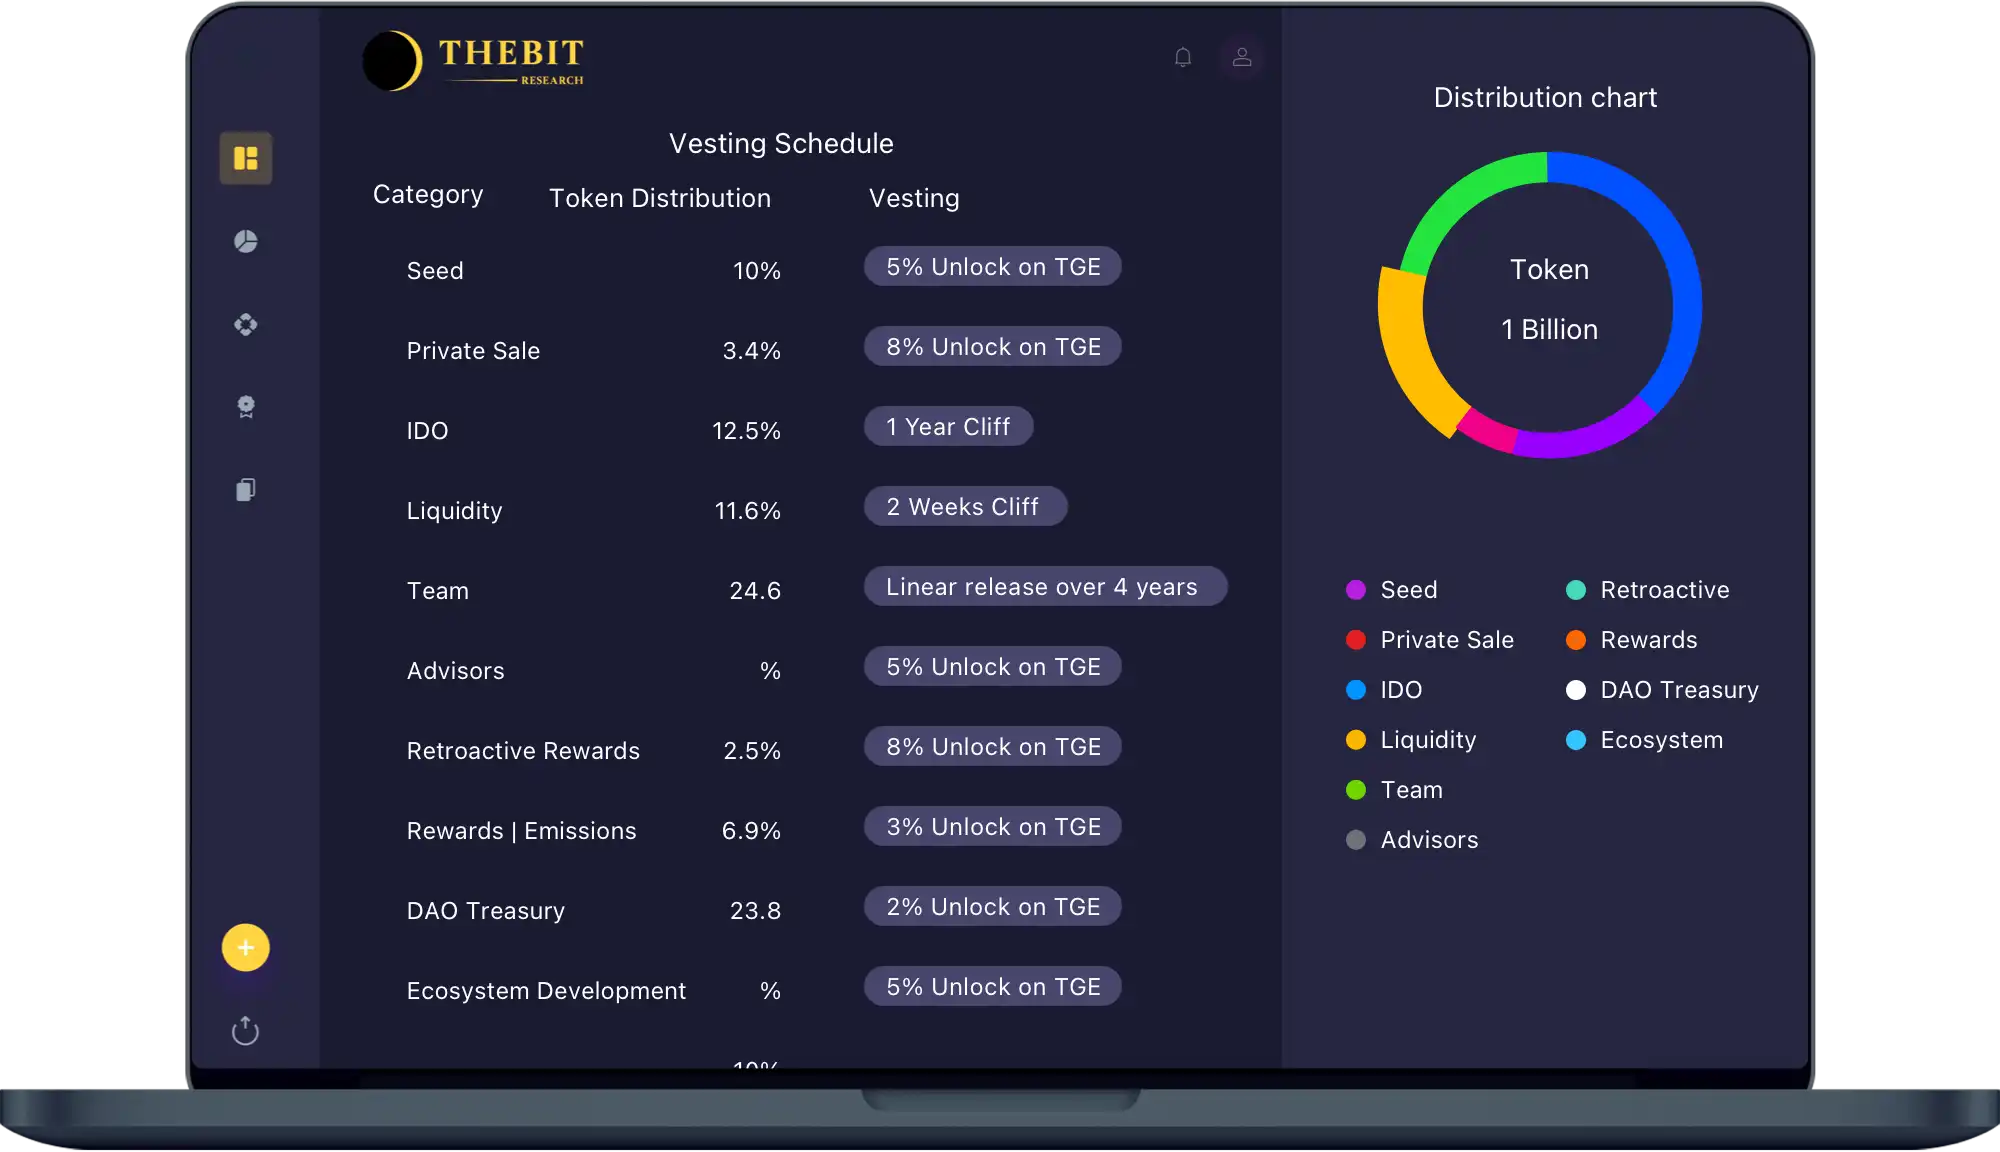 THEBIT
RESEARCH
Vesting Schedule
Category Token Distribution Vesting
Seed 10% 5% Unlock on TGE
Private Sale 3.4% 8% Unlock on TGE
IDO 12.5% 1 Year Cliff
Liquidity 11.6% 2 Weeks Cliff
Team 24.6 Linear release over 4 years
Advisors % 5% Unlock on TGE
Retroactive Rewards 2.5% 8% Unlock on TGE
Rewards | Emissions 6.9% 3% Unlock on TGE
DAO Treasury 23.8 2% Unlock on TGE
Ecosystem Development % 5% Unlock on TGE
Distribution chart
Token
1 Billion
Seed Retroactive
Private Sale Rewards
IDO DAO Treasury
Liquidity Ecosystem
Team
Advisors